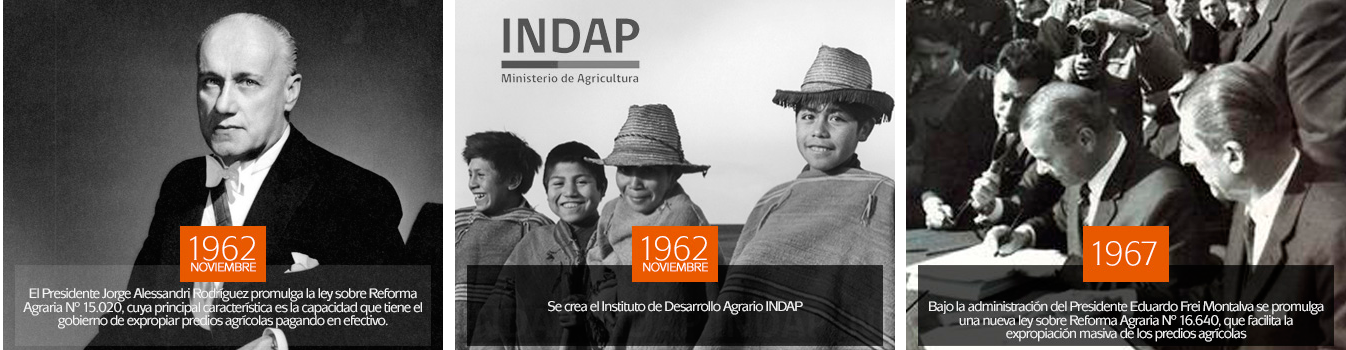 1962
NOVIEMBRE
El Presidente Jorge Alessandri Rodríguez promulga la ley sobre Reforma
Agraria Nº 15.020, cuya principal característica es la capacidad que tiene el
gobierno de expropiar predios agrícolas pagando en efectivo.
INDAP
Ministerio de Agricultura
1962
NOVIEMBRE
Se crea el Instituto de Desarrollo Agrario INDAP
1967
Bajo la administración del Presidente Eduardo Frei Montalva se promulga
una nueva ley sobre Reforma Agraria Nº 16.640, que facilita la
expropiación masiva de los predios agrícolas